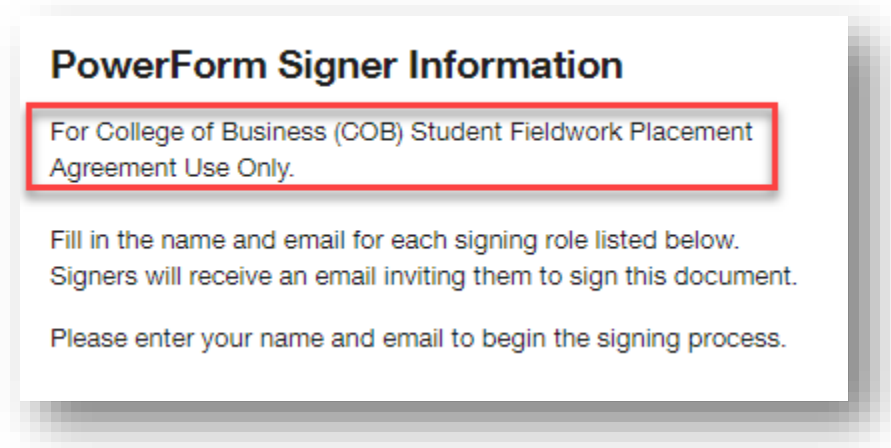 PowerForm Signer Information
For College of Business (COB) Student Fieldwork Placement
Agreement Use Only.
Fill in the name and email for each signing role listed below.
Signers will receive an email inviting them to sign this document.
Please enter your name and email to begin the signing process.